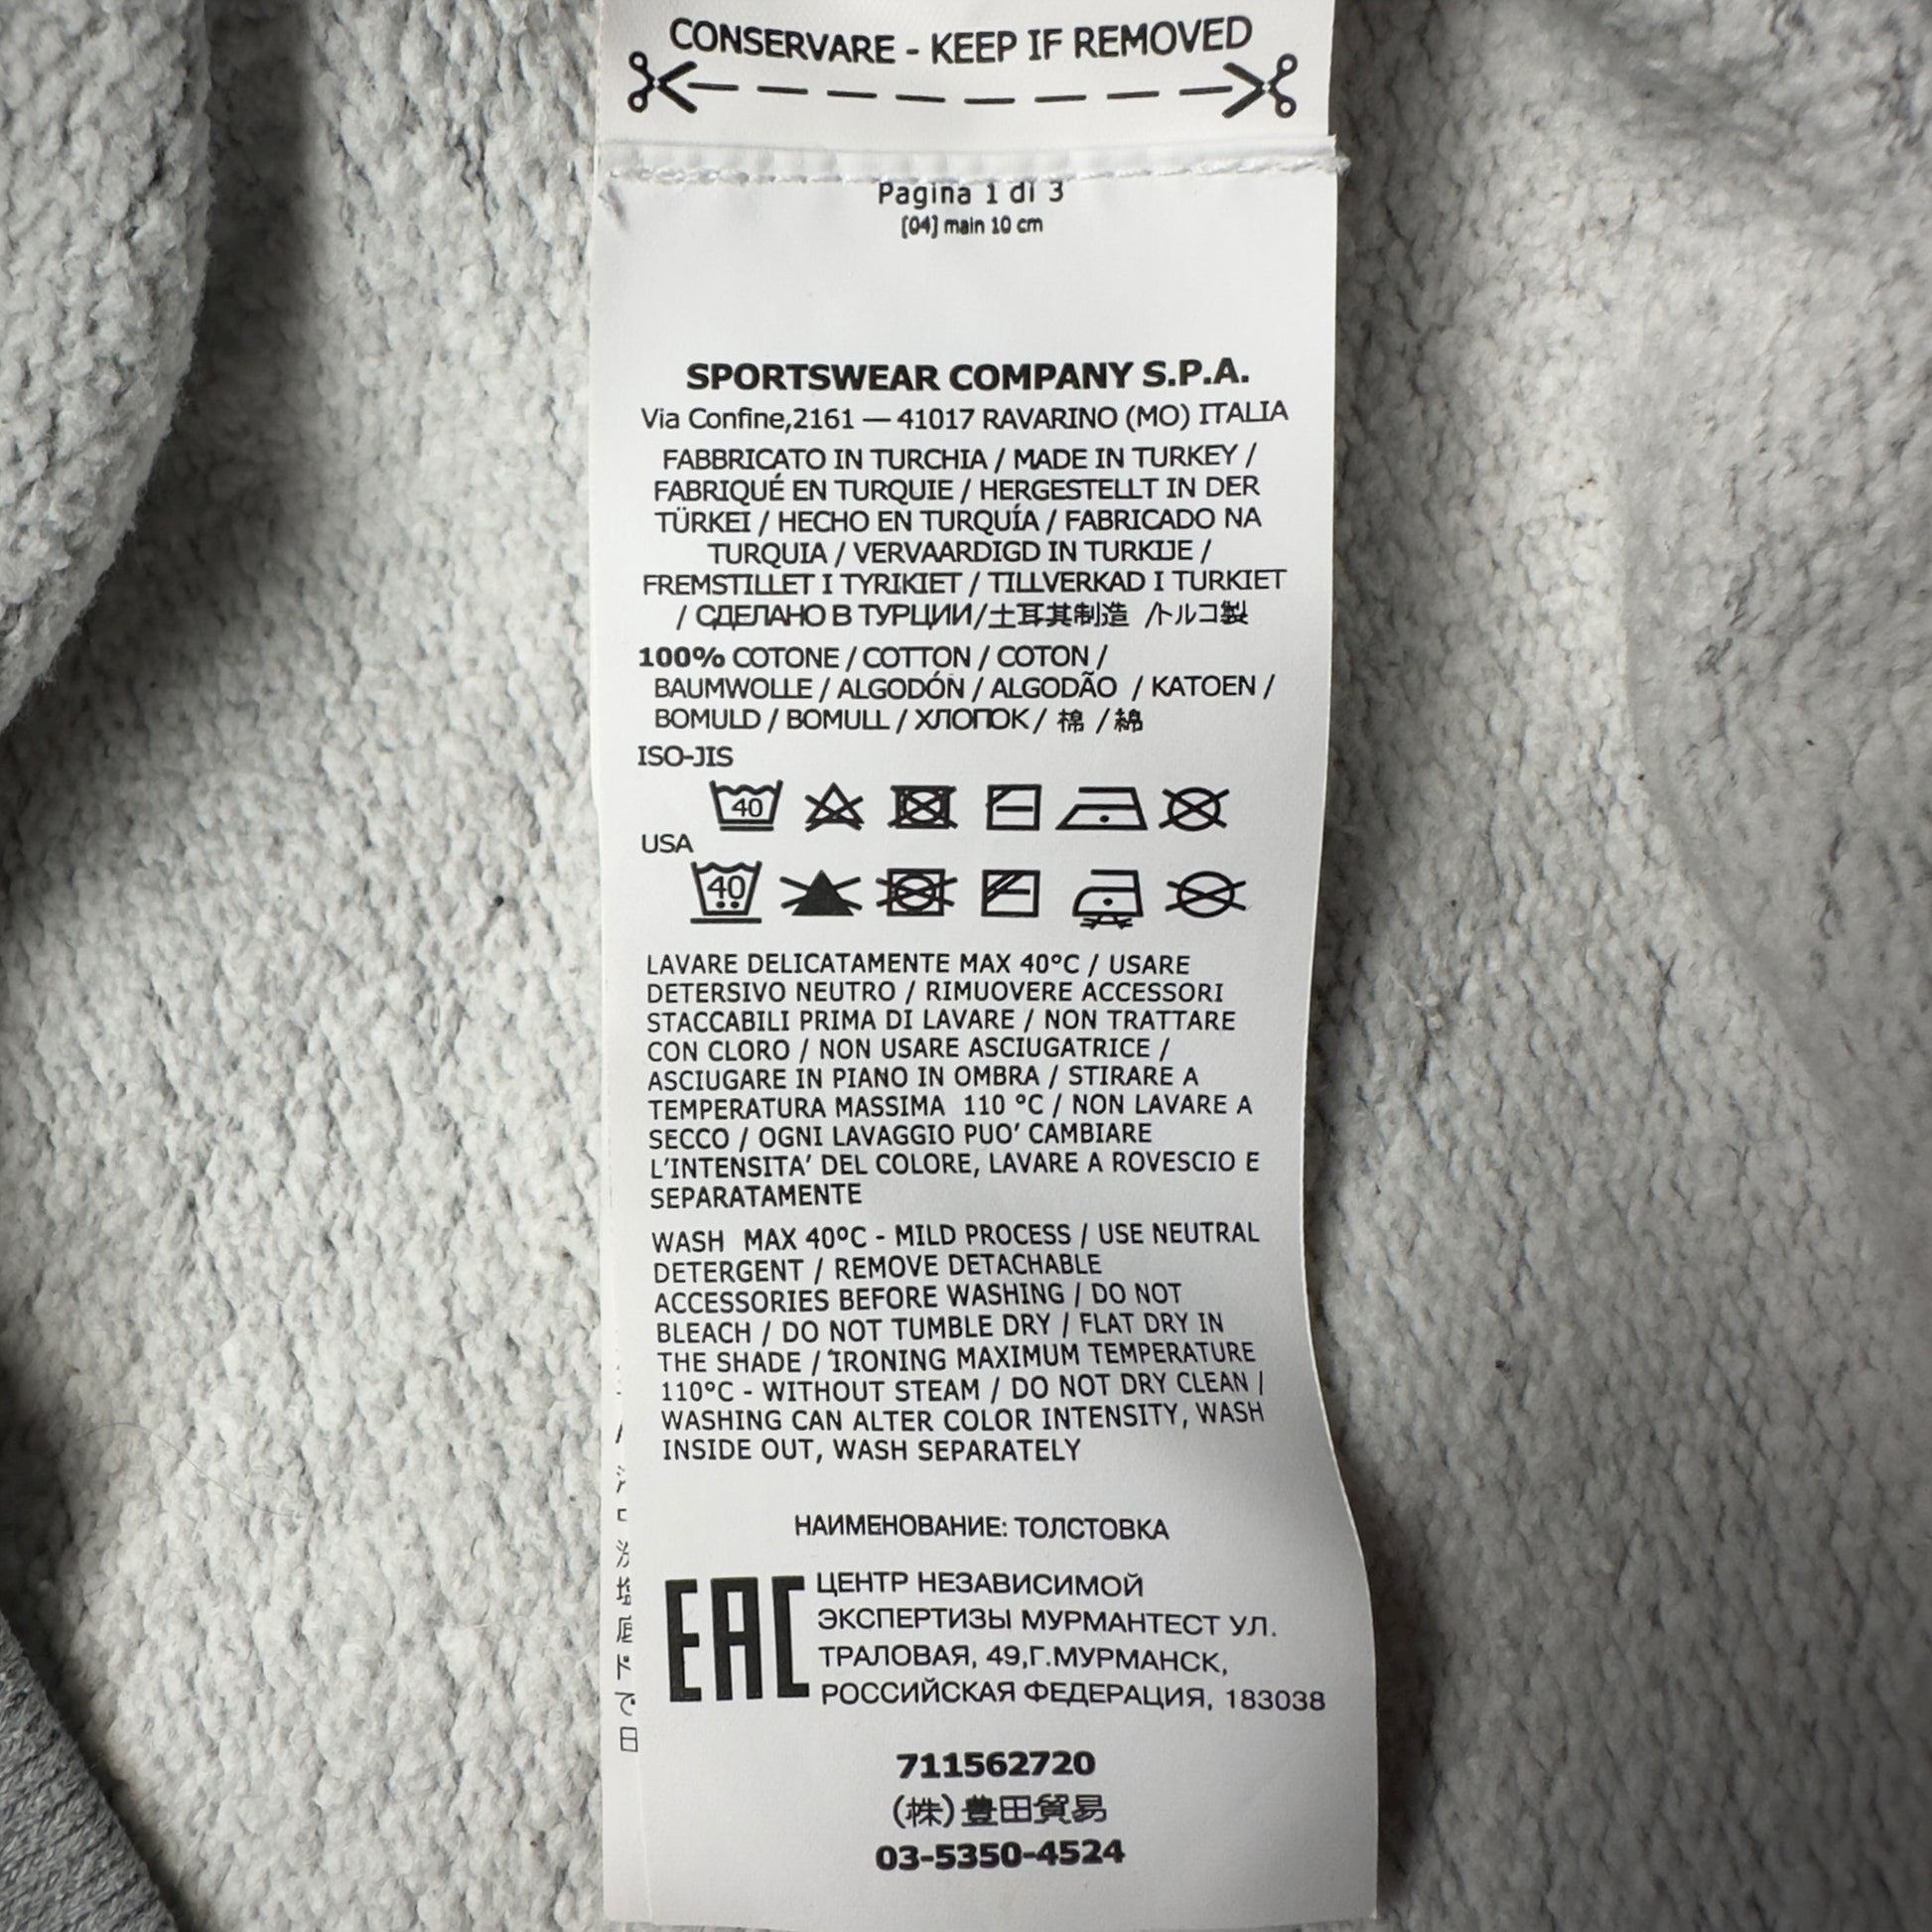 CONSERVARE - KEEP IF REMOVED
Pagina 1 di 3
[04] main 10 cm
SPORTSWEAR COMPANY S.P.A.
Via Confine,2161 — 41017 RAVARINO (MO) ITALIA
FABBRICATO IN TURCHIA / MADE IN TURKEY /
FABRIQUÉ EN TURQUIE / HERGESTELLT IN DER
TÜRKEI / HECHO EN TURQUÍA / FABRICADO NA
TURQUIA / VERVAARDIGD IN TURKIJE /
FREMSTILLET I TYRIKIET / TILLVERKAD I TURKIET
/ СДЕЛАНО В ТУРЦИИ/土耳其制造 /トルコ製
100% COTONE / COTTON / COTON /
BAUMWOLLE / ALGODÓN / ALGODÃO / KATOEN /
BOMULD / BOMULL / ХЛОПОК / 棉 / 綿
ISO-JIS
40
USA
40
LAVARE DELICATAMENTE MAX 40°C / USARE
DETERSIVO NEUTRO / RIMUOVERE ACCESSORI
STACCABILI PRIMA DI LAVARE / NON TRATTARE
CON CLORO / NON USARE ASCIUGATRICE /
ASCIUGARE IN PIANO IN OMBRA / STIRARE A
TEMPERATURA MASSIMA 110 °C / NON LAVARE A
SECCO / OGNI LAVAGGIO PUO’ CAMBIARE
L’INTENSITA’ DEL COLORE, LAVARE A ROVESCIO E
SEPARATAMENTE
WASH MAX 40ºC - MILD PROCESS / USE NEUTRAL
DETERGENT / REMOVE DETACHABLE
ACCESSORIES BEFORE WASHING / DO NOT
BLEACH / DO NOT TUMBLE DRY / FLAT DRY IN
THE SHADE / IRONING MAXIMUM TEMPERATURE
110°C - WITHOUT STEAM / DO NOT DRY CLEAN /
WASHING CAN ALTER COLOR INTENSITY, WASH
INSIDE OUT, WASH SEPARATELY
НАИМЕНОВАНИЕ: ТОЛСТОВКА
EAC
ЦЕНТР НЕЗАВИСИМОЙ
ЭКСПЕРТИЗЫ МУРМАНТЕСТ УЛ.
ТРАЛОВАЯ, 49,Г.МУРМАНСК,
РОССИЙСКАЯ ФЕДЕРАЦИЯ, 183038
711562720
(株)豊田貿易
03-5350-4524